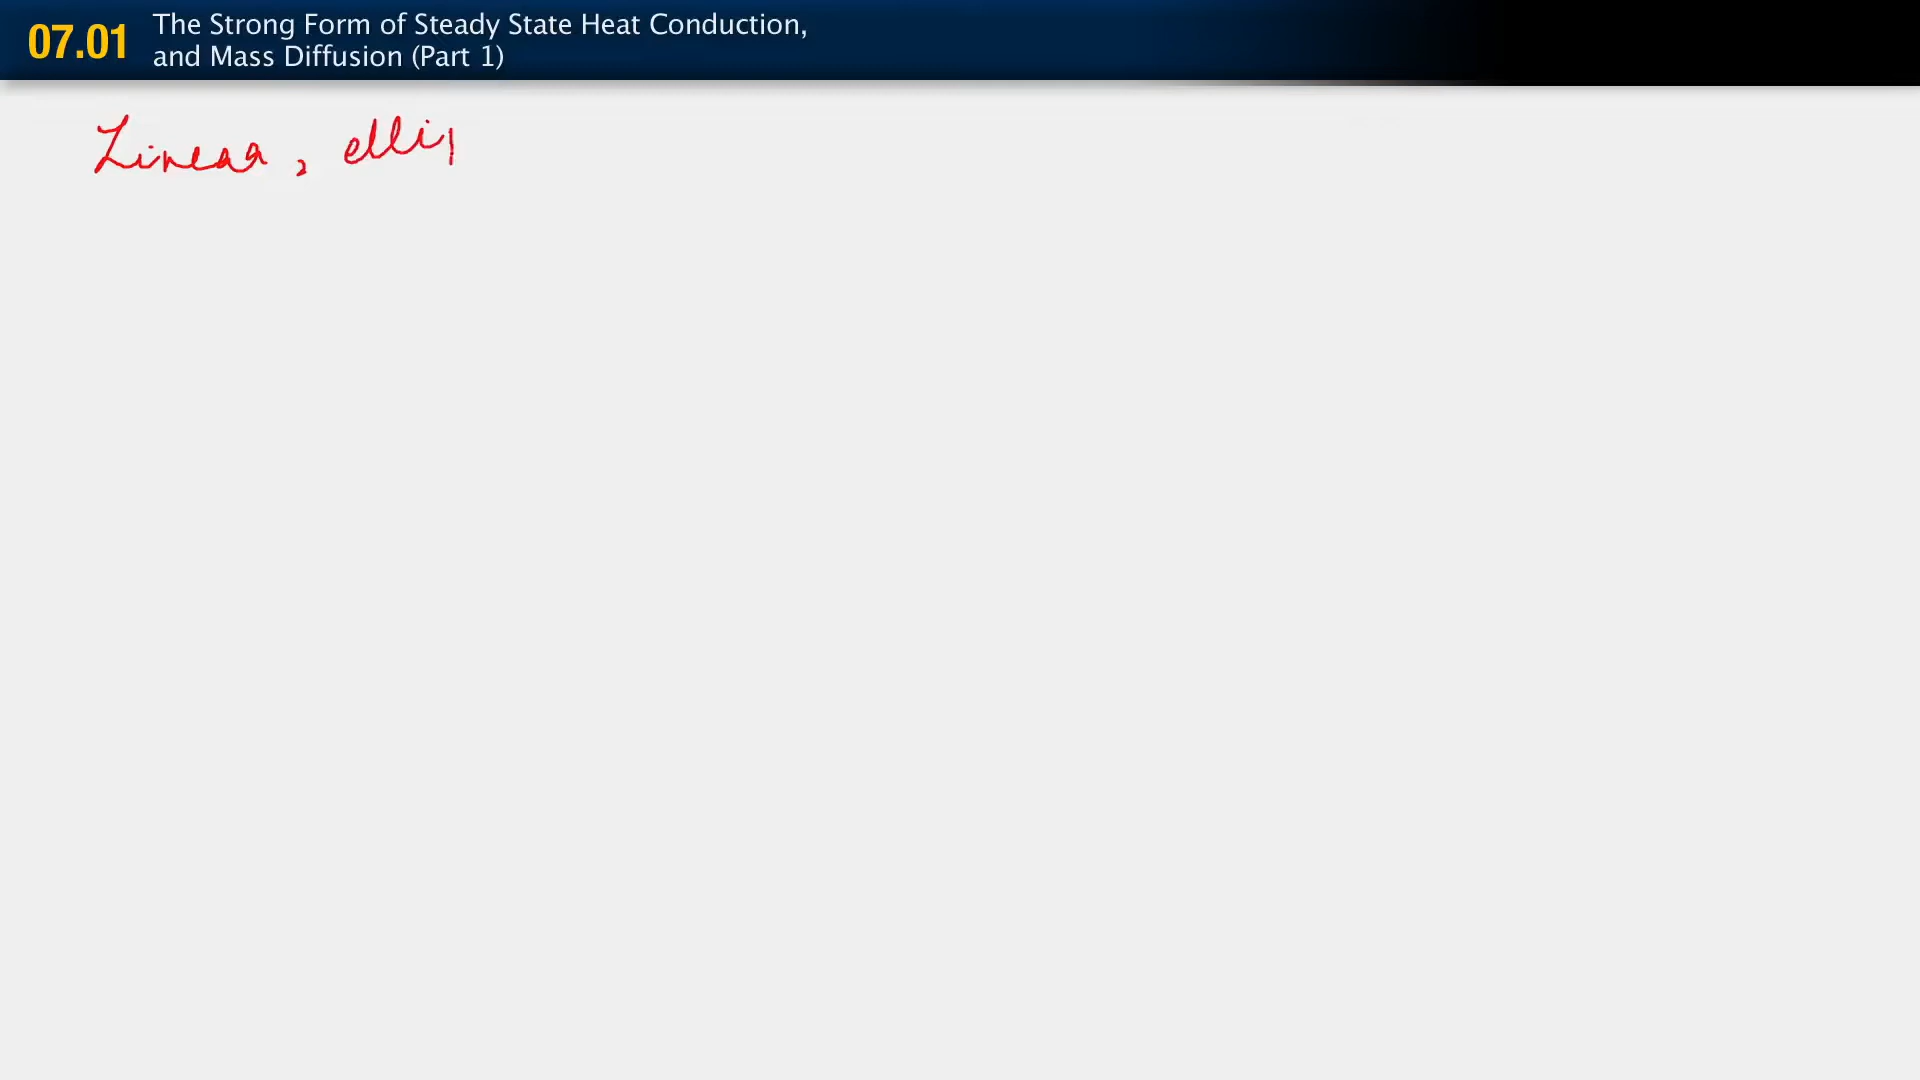 07.01
The Strong Form of Steady State Heat Conduction,
and Mass Diffusion (Part 1)
Linear, elli